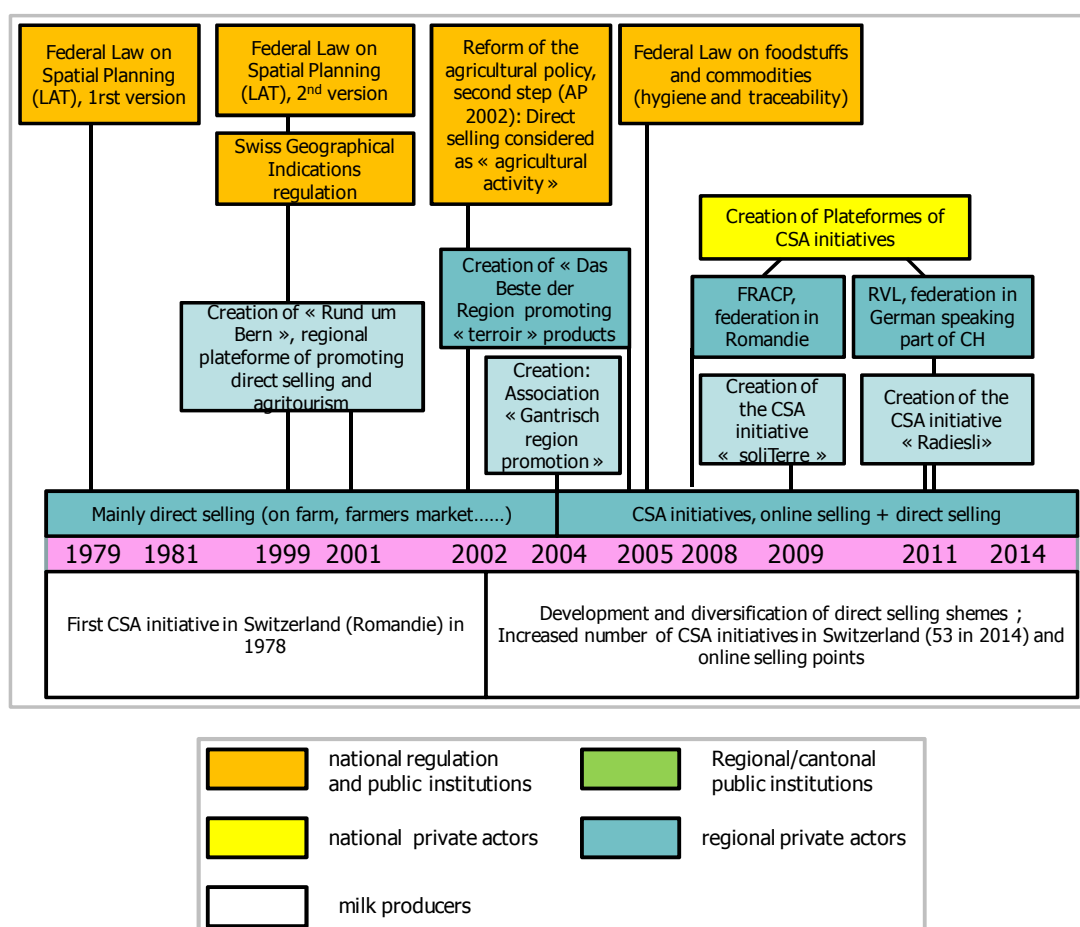 Federal Law on
Spatial Planning
(LAT), 1rst version
Federal Law on
Spatial Planning
(LAT), 2nd version
Swiss Geographical
Indications
regulation
Reform of the
agricultural policy,
second step (AP
2002): Direct
selling considered
as « agricultural
activity »
Federal Law on foodstuffs
and commodities
(hygiene and traceability)
Creation of Plateformes of
CSA initiatives
Creation of « Das
Beste der
Region promoting
« terroir » products
FRACP,
federation in
Romandie
RVL, federation in
German speaking
part of CH
Creation of « Rund um
Bern », regional
plateforme of promoting
direct selling and
agritourism
Creation:
Association
« Gantrisch
region
promotion »
Creation of
the CSA
initiative
« soliTerre »
Creation of the
CSA initiative
« Radiesli»
Mainly direct selling (on farm, farmers market......)
CSA initiatives, online selling + direct selling
1979 1981 1999 2001 2002 2004 2005 2008 2009 2011 2014
First CSA initiative in Switzerland (Romandie) in
1978
Development and diversification of direct selling shemes ;
Increased number of CSA initiatives in Switzerland (53 in 2014) and
online selling points
national regulation
and public institutions
Regional/cantonal
public institutions
national private actors
regional private actors
milk producers